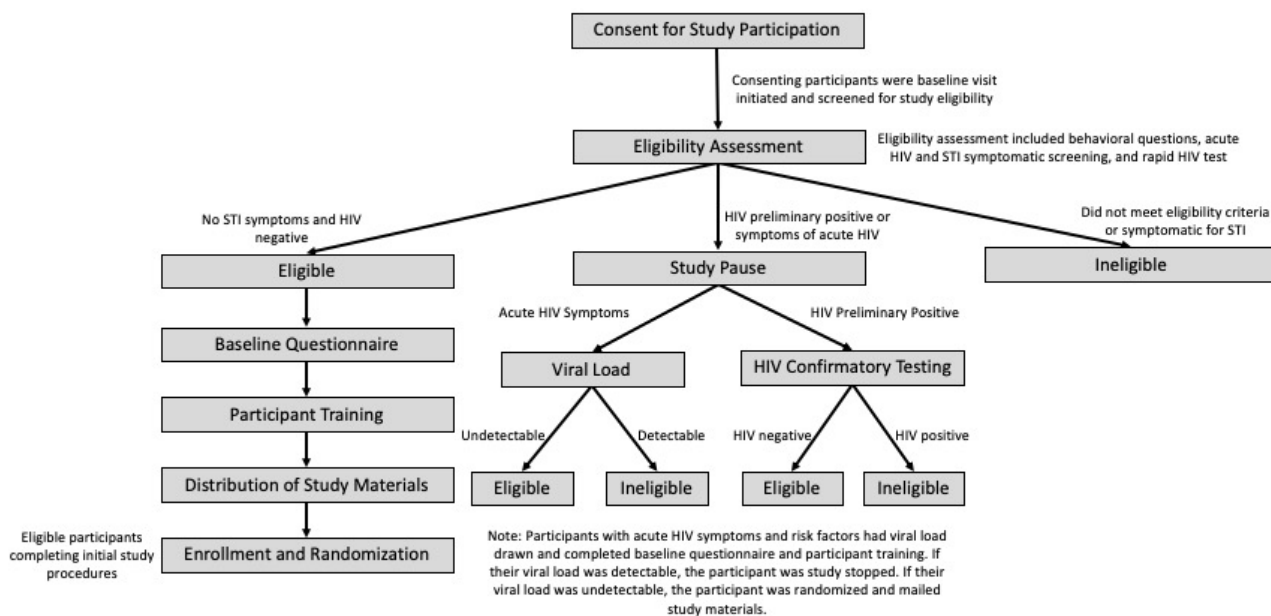 Consent for Study Participation
Consenting participants were baseline visit
initiated and screened for study eligibility
Eligibility Assessment
Eligibility assessment included behavioral questions, acute
HIV and STI symptomatic screening, and rapid HIV test
No STI symptoms and HIV
negative
HIV preliminary positive or
symptoms of acute HIV
Did not meet eligibility criteria
or symptomatic for STI
Eligible
Study Pause
Ineligible
Acute HIV Symptoms
HIV Preliminary Positive
Baseline Questionnaire
Viral Load
HIV Confirmatory Testing
Participant Training
Undetectable
Detectable
HIV negative
HIV positive
Distribution of Study Materials
Eligible
Ineligible
Eligible
Ineligible
Eligible participants
completing initial study
procedures
Enrollment and Randomization
Note: Participants with acute HIV symptoms and risk factors had viral load
drawn and completed baseline questionnaire and participant training. If
their viral load was detectable, the participant was study stopped. If their
viral load was undetectable, the participant was randomized and mailed
study materials.